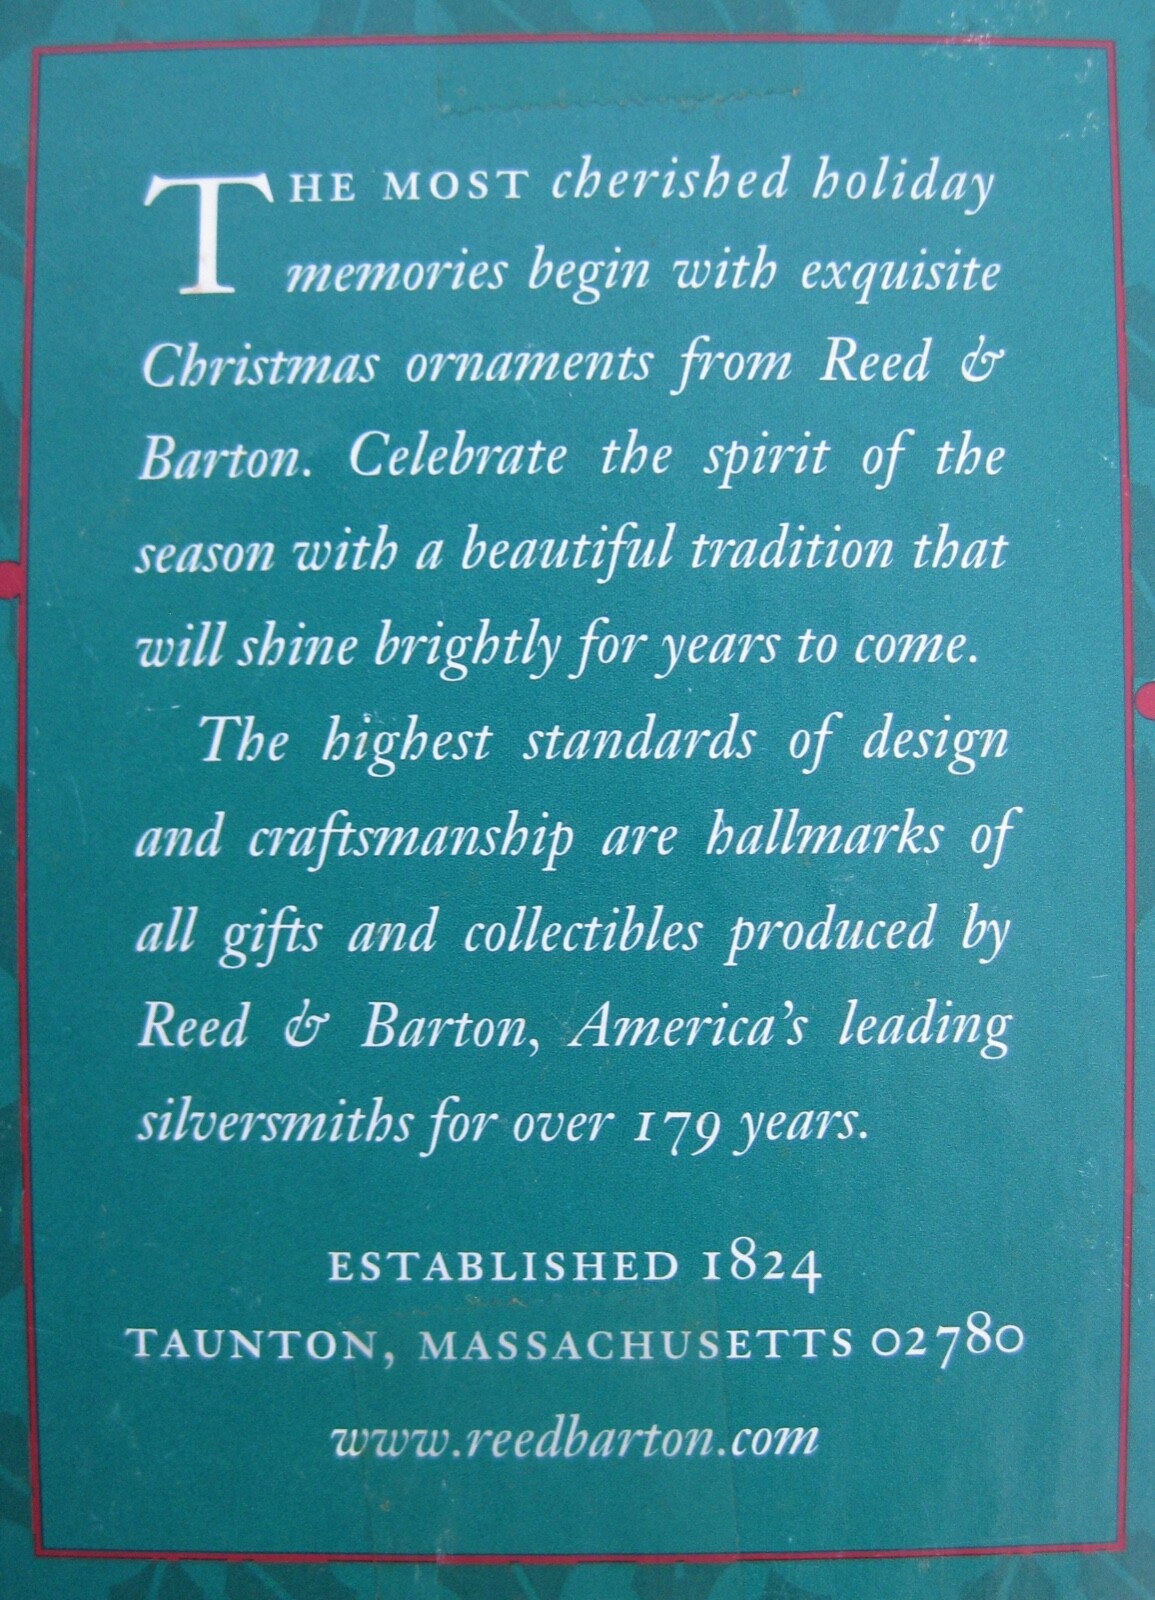 THE MOST cherished holiday
memories begin with exquisite
Christmas ornaments from Reed &
Barton. Celebrate the spirit of the
season with a beautiful tradition that
will shine brightly for years to come.
The highest standards of design
and craftsmanship are hallmarks of
all gifts and collectibles produced by
Reed & Barton, America's leading
silversmiths for over 179 years.
ESTABLISHED 1824
TAUNTON, MASSACHUSETTS 02780
www.reedbarton.com